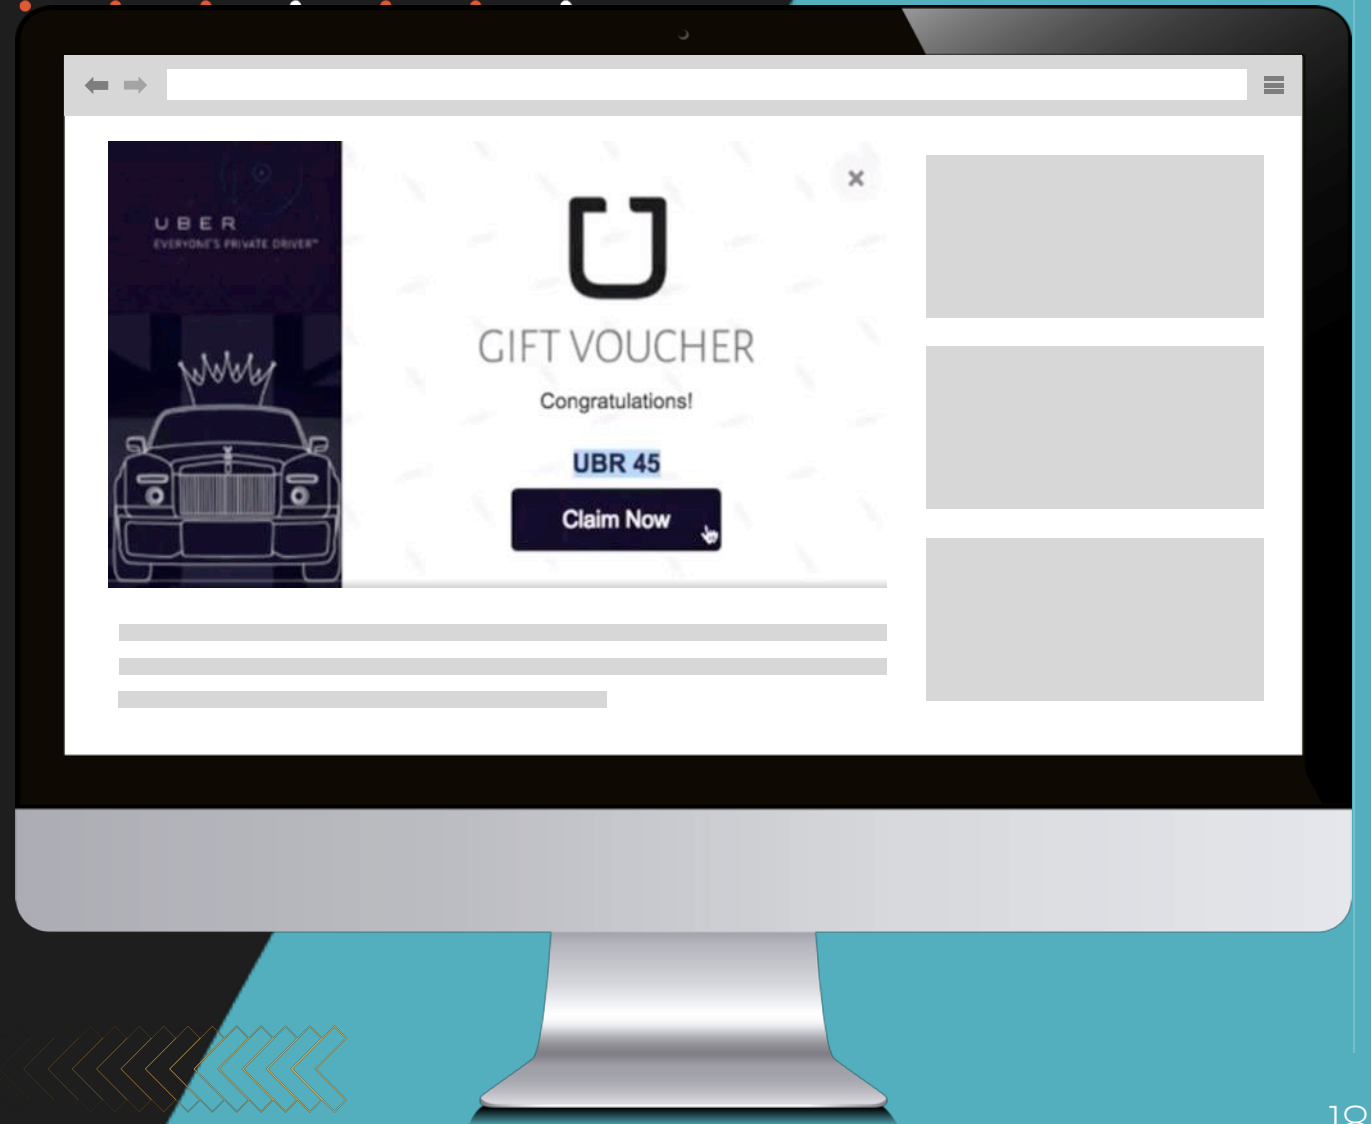 UBER
EVERYONE'S PRIVATE DRIVER™
GIFT VOUCHER
Congratulations!
UBR 45
Claim Now